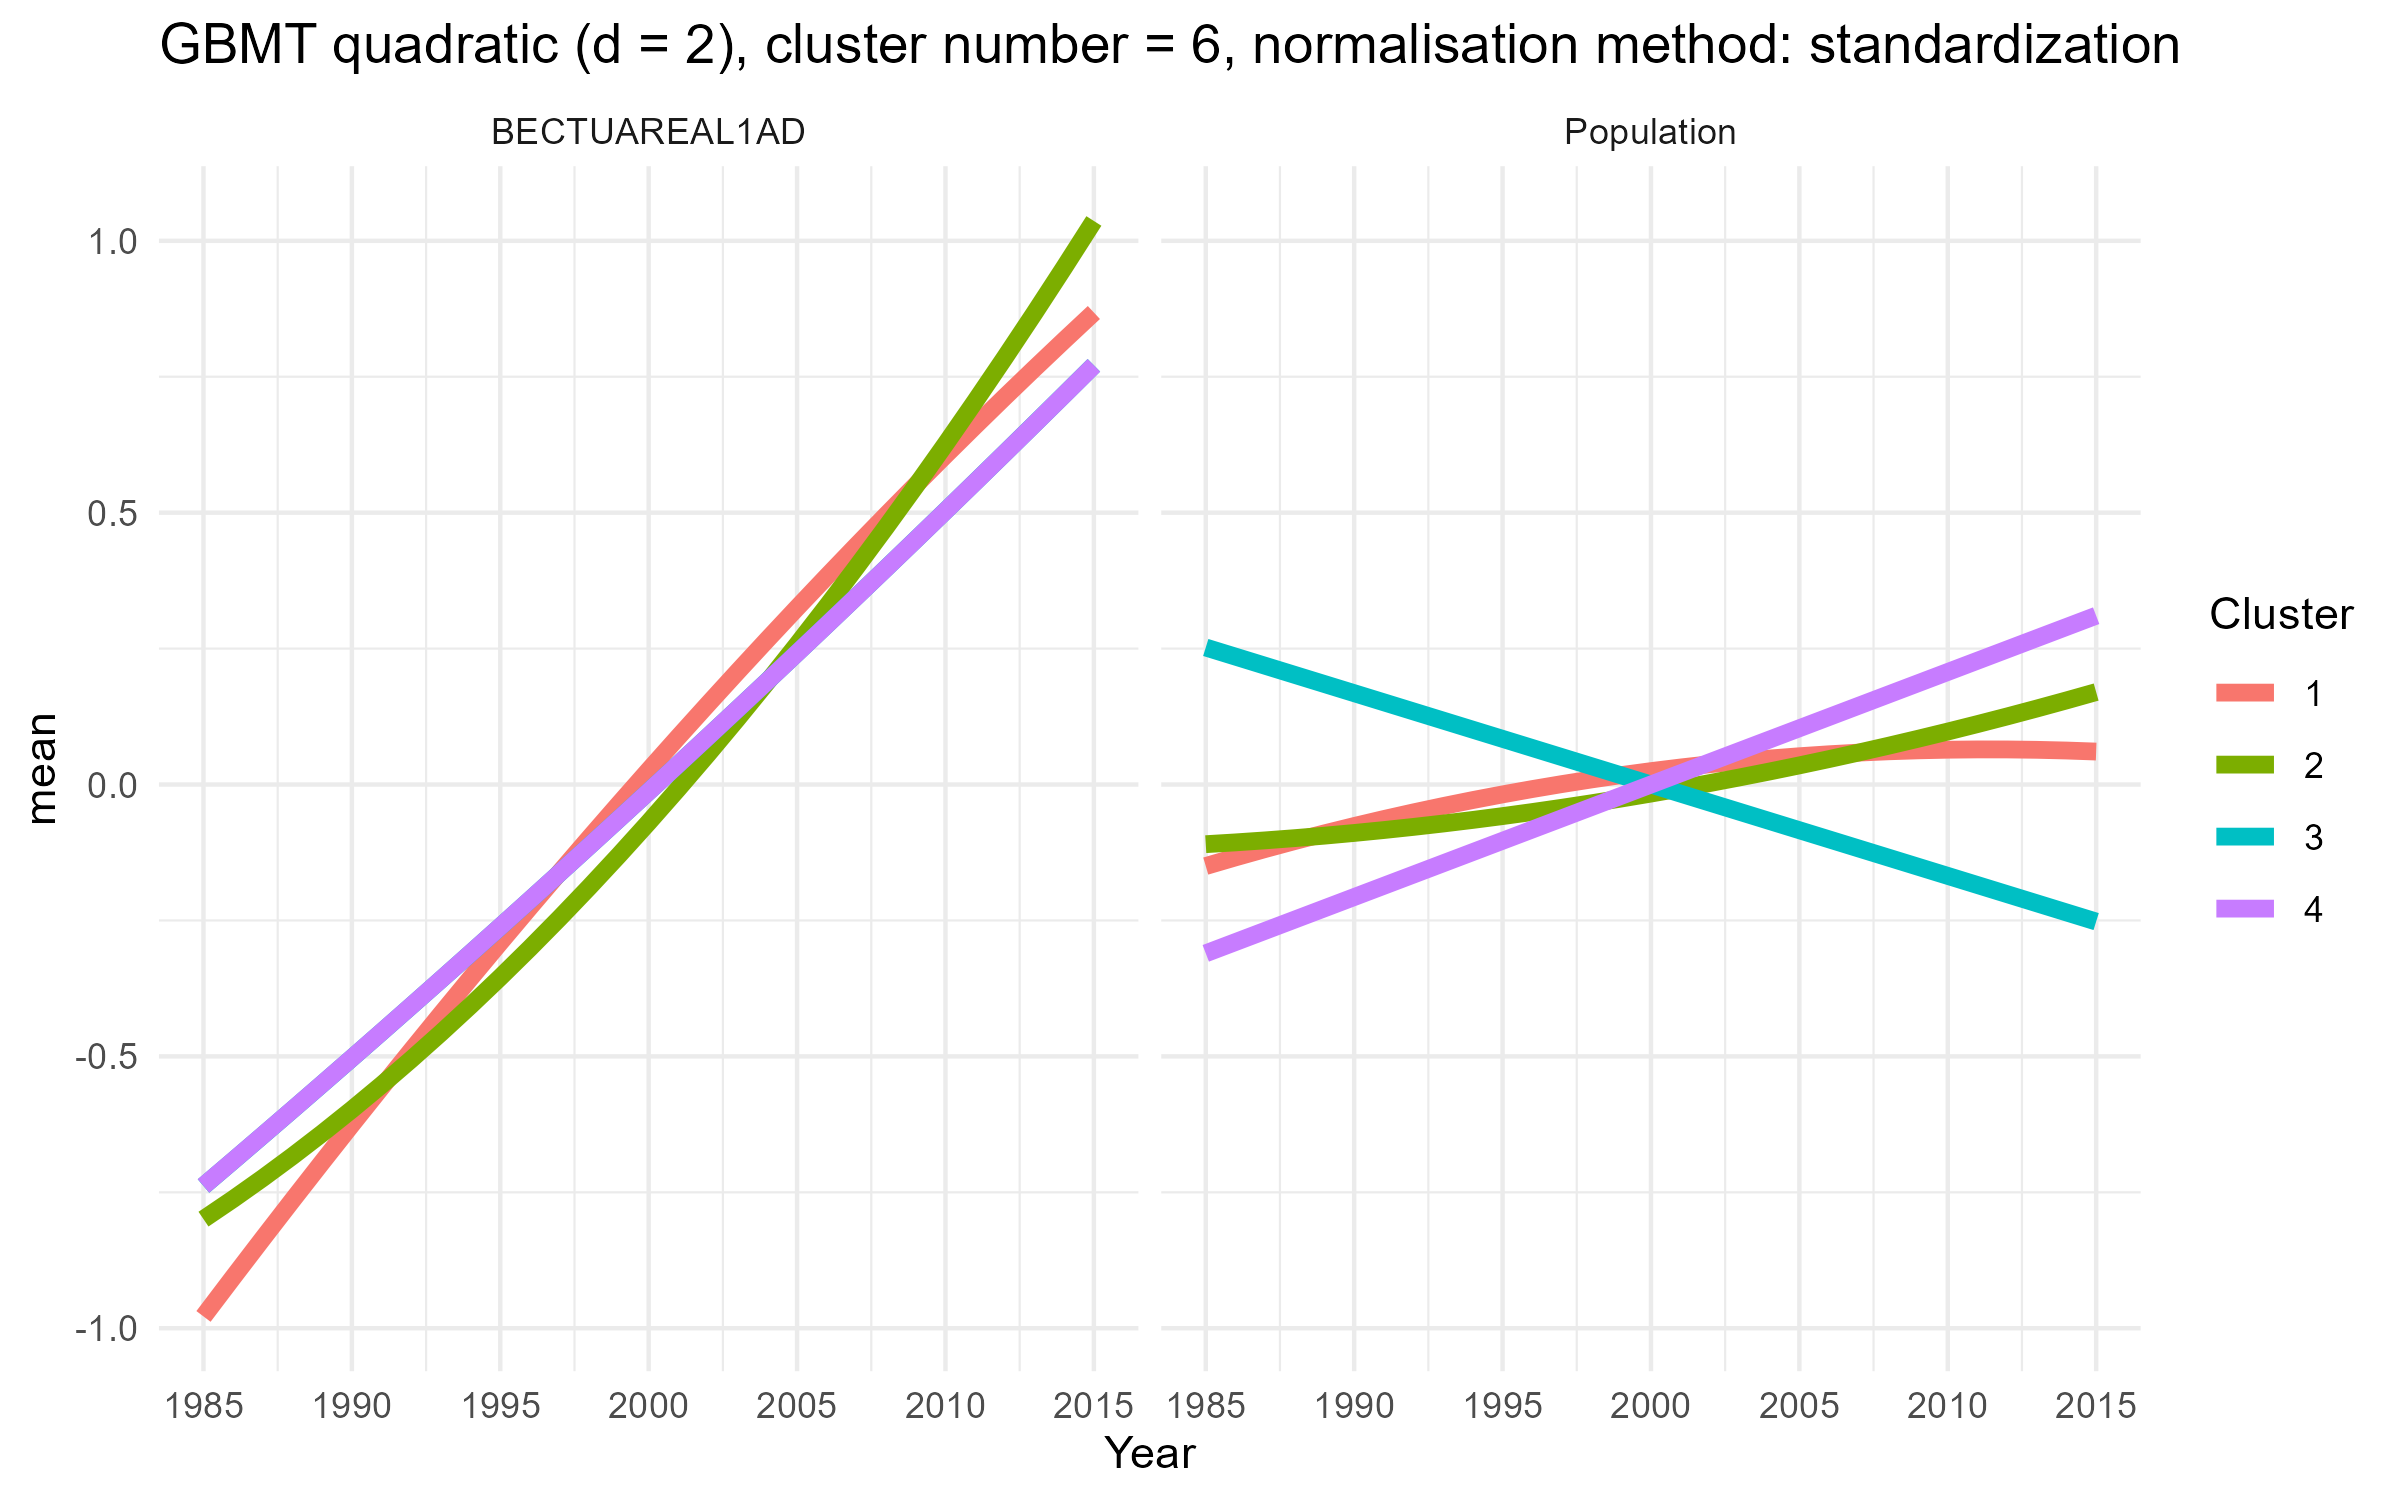 GBMT quadratic (d = 2), cluster number = 6, normalisation method: standardization
BECTUAREAL1AD
Population
mean
1.0
0.5
0.0
-0.5
-1.0
1985 1990 1995 2000 2005 2010 2015
1985 1990 1995 2000 2005 2010 2015
Year
Cluster
1
2
3
4